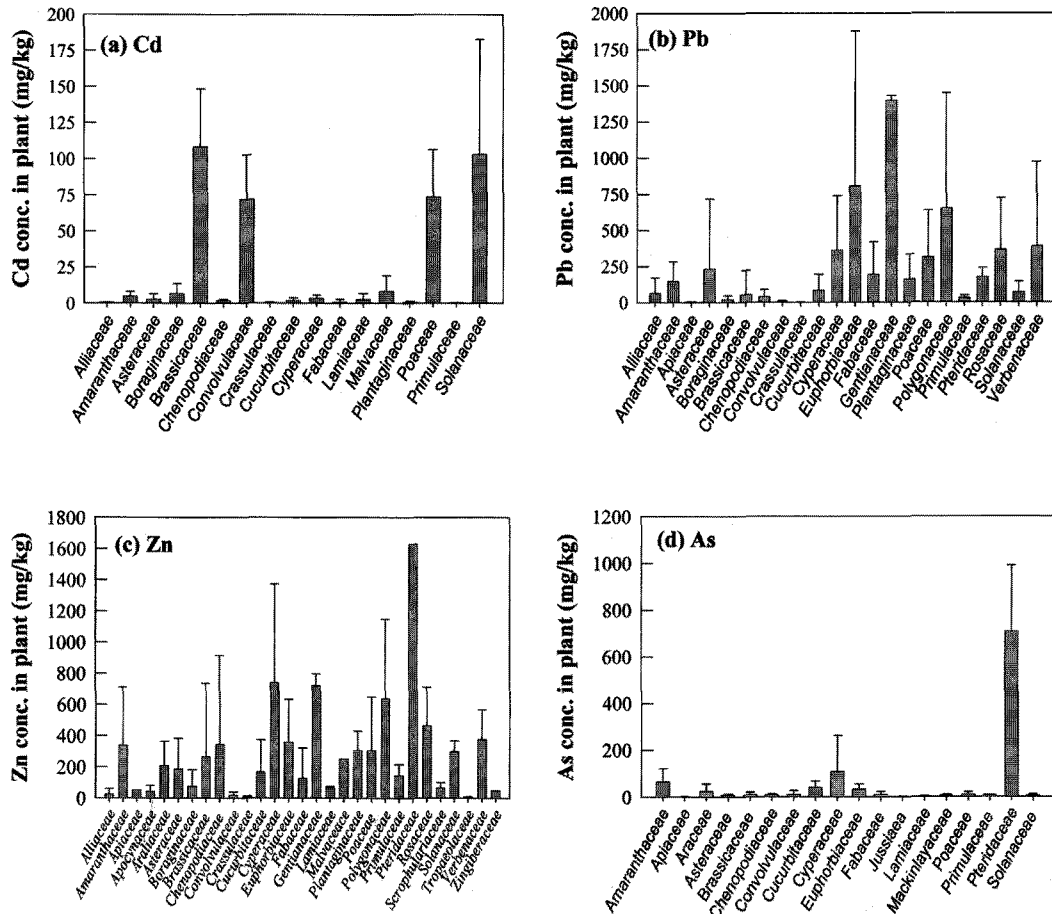 (a) Cd
Cd conc. in plant (mg/kg)
200
175
150
125
100
75
50
25
0
Alliaceae
Amaranthaceae
Asteraceae
Boraginaceae
Brassicaceae
Chenopodiaceae
Convolvulaceae
Crassulaceae
Cucurbitaceae
Cyperaceae
Fabaceae
Lamiaceae
Malvaceae
Plantaginaceae
Poaceae
Primulaceae
Solanaceae
(b) Pb
Pb conc. in plant (mg/kg)
2000
1750
1500
1250
1000
750
500
250
0
Alliaceae
Amaranthaceae
Apiaceae
Asteraceae
Boraginaceae
Brassicaceae
Chenopodiaceae
Convolvulaceae
Crassulaceae
Cucurbitaceae
Cyperaceae
Euphorbiaceae
Fabaceae
Gentianaceae
Plantaginaceae
Poaceae
Polygonaceae
Primulaceae
Pteridaceae
Rosaceae
Solanaceae
Verbenaceae
(c) Zn
Zn conc. in plant (mg/kg)
1800
1600
1400
1200
1000
800
600
400
200
0
Alliaceae
Amaranthaceae
Apiaceae
Apocynaceae
Araliaceae
Asteraceae
Boraginaceae
Brassicaceae
Chenopodiaceae
Convolvulaceae
Crassulaceae
Cucurbitaceae
Cyperaceae
Euphorbiaceae
Fabaceae
Gentianaceae
Lamiaceae
Malvaceae
Plantaginaceae
Poaceae
Polygonaceae
Primulaceae
Pteridaceae
Rosaceae
Scrophulariaceae
Solanaceae
Tropaeolaceae
Verbenaceae
Zingiberaceae
(d) As
As conc. in plant (mg/kg)
1200
1000
800
600
400
200
0
Amaranthaceae
Apiaceae
Araceae
Asteraceae
Brassicaceae
Chenopodiaceae
Convolvulaceae
Cucurbitaceae
Cyperaceae
Euphorbiaceae
Fabaceae
Jussiaea
Lamiaceae
Mackinlayaceae
Poaceae
Primulaceae
Pteridaceae
Solanaceae